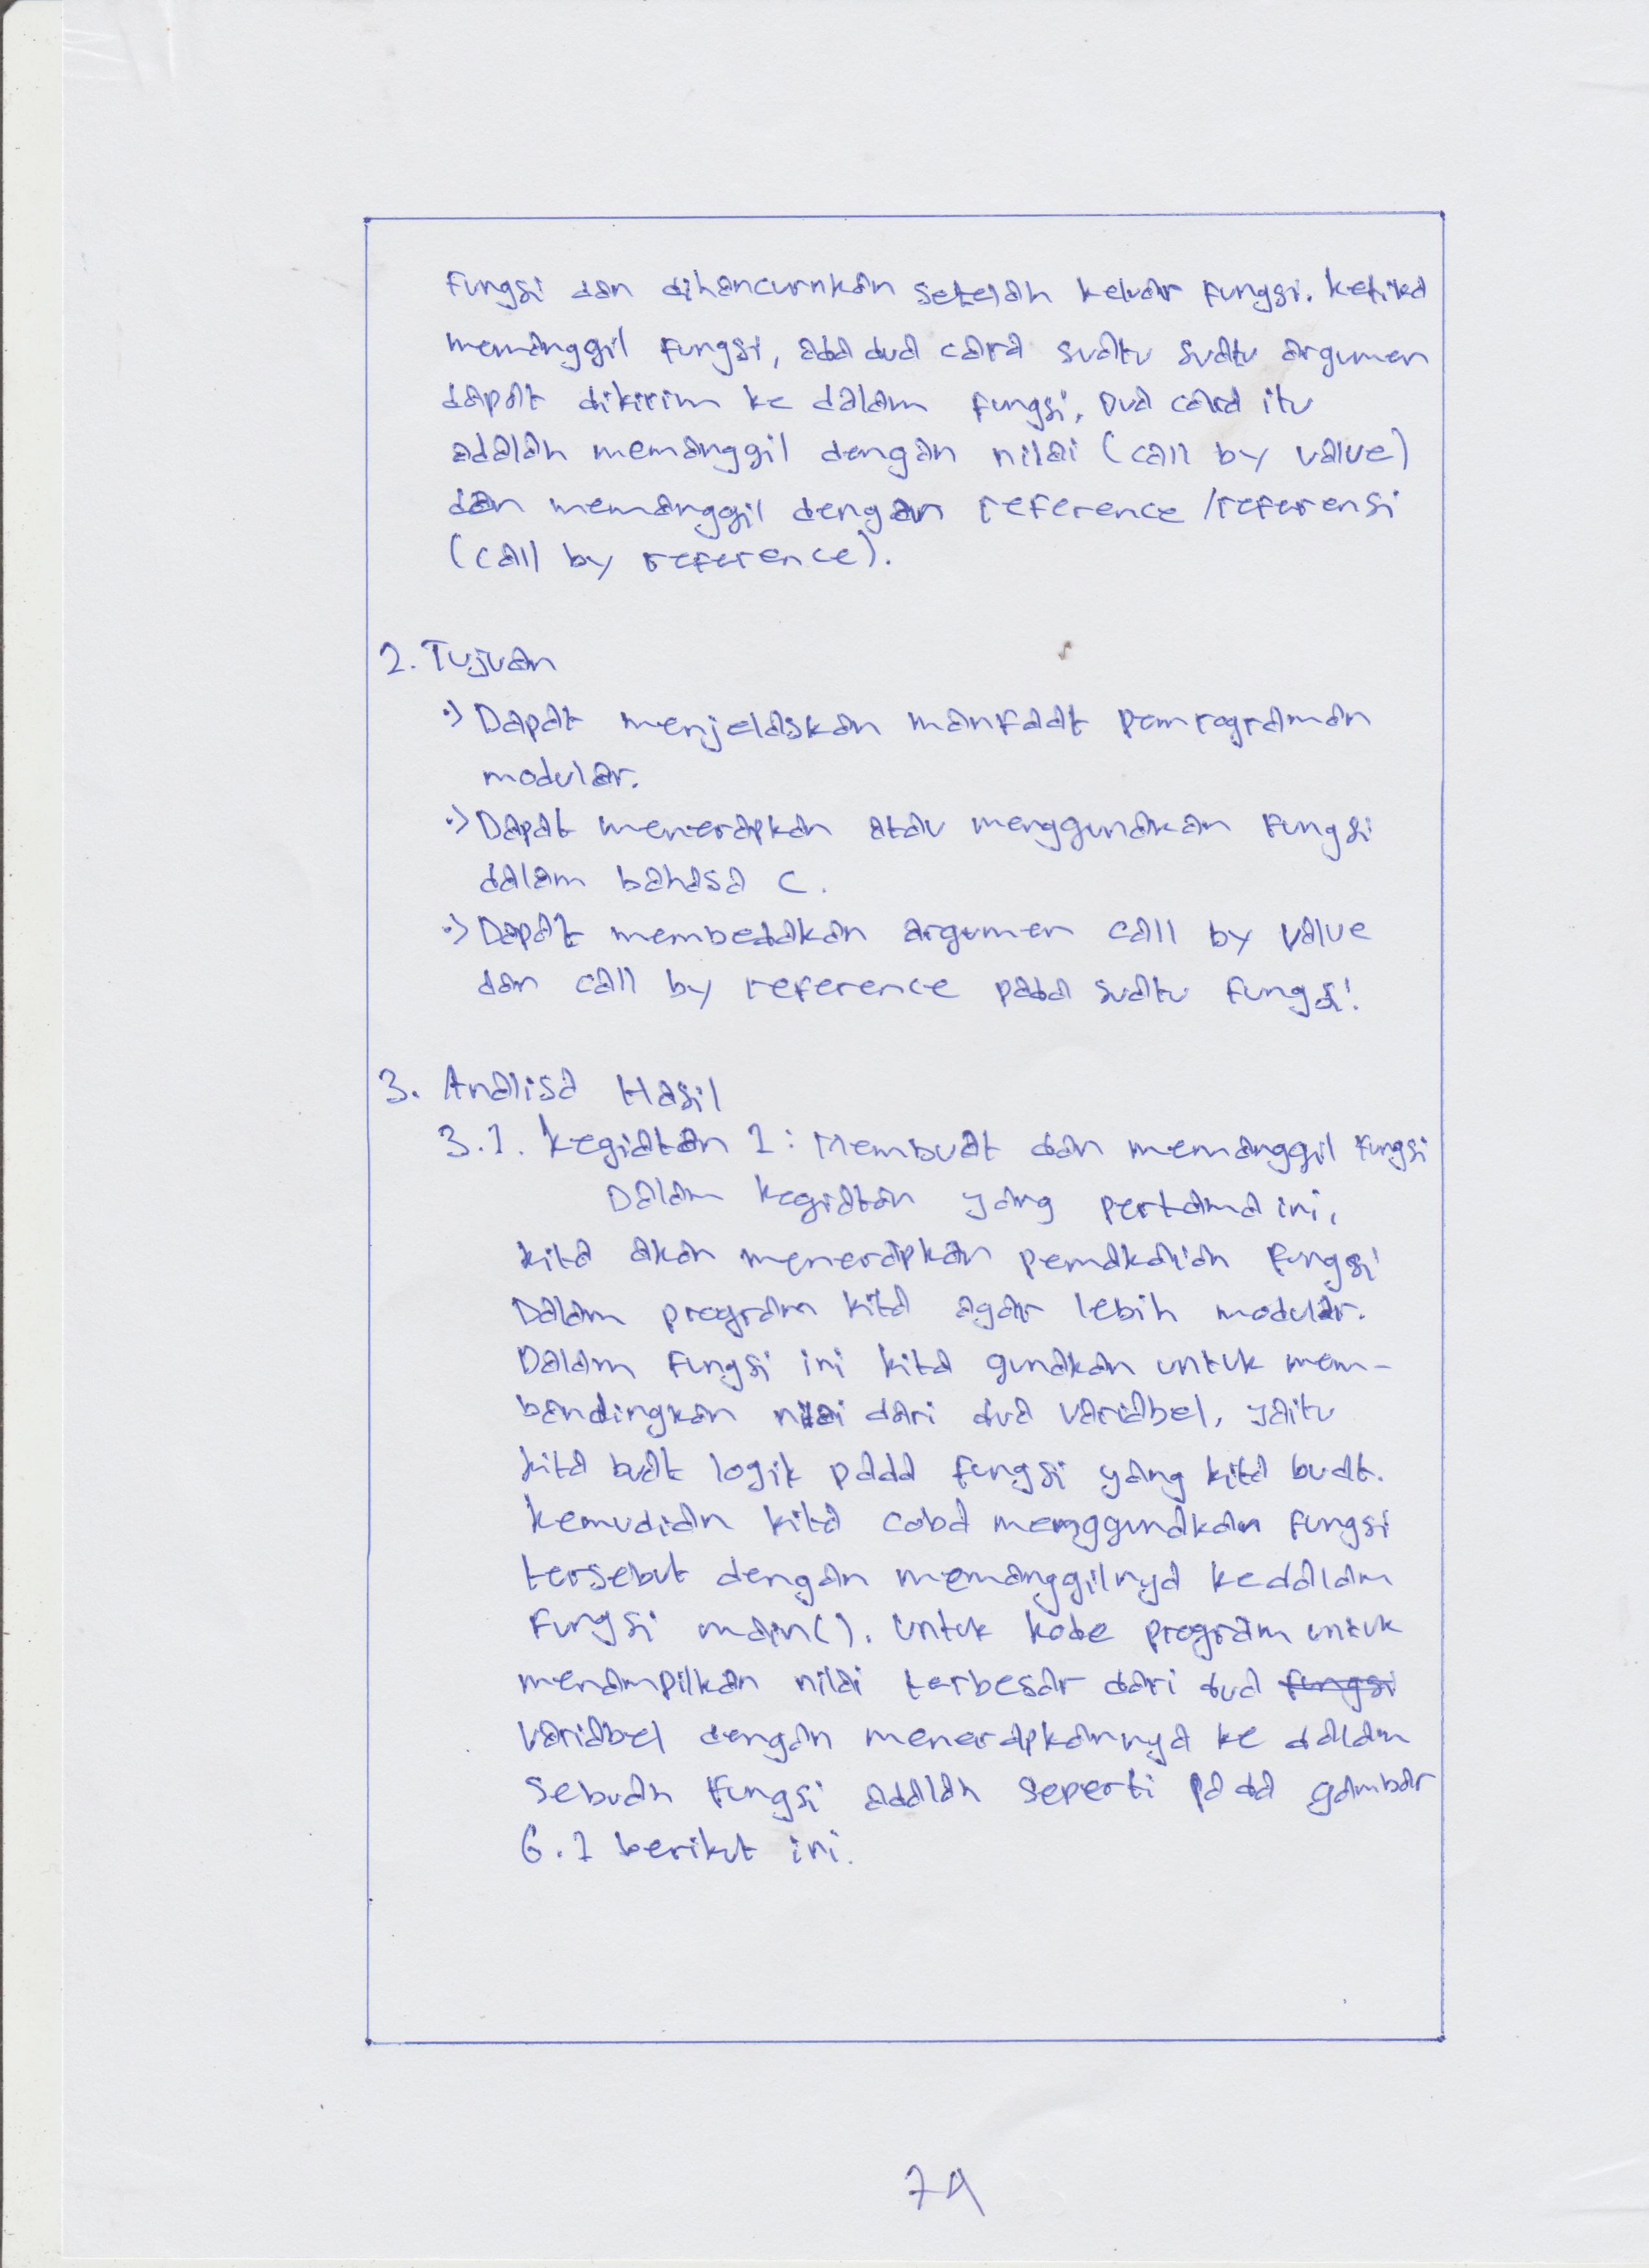 Fungsi dan dihancurnkan setelah keluar fungsi. ketika
memanggil fungsi, ada dua cara suatu suatu argumen
dapat dikirim ke dalam fungsi. Dua cara itu
adalah memanggil dengan nilai (call by value)
dan memanggil dengan reference /referensi
(call by reference).
2. Tujuan
•> Dapat menjelaskan manfaat pemrograman
modular.
•> Dapat menerapkan atau menggunakan fungsi
dalam bahasa C.
•> Dapat membedakan argumen call by value
dan call by reference pada suatu fungsi!
3. Analisa Hasil
3.1. kegiatan 1 : Membuat dan memanggil fungsi
Dalam kegiatan yang pertama ini,
kita akan menerapkan pemakaian fungsi
Dalam program kita agar lebih modular.
Dalam fungsi ini kita gunakan untuk mem-
bandingkan nilai dari dua variabel, yaitu
kita buat logik pada fungsi yang kita buat.
kemudian kita coba menggunakan fungsi
tersebut dengan memanggilnya kedalam
Fungsi main(). Untuk kode program untuk
menampilkan nilai terbesar dari dua fungsi
variabel dengan menerapkannya ke dalam
sebuah fungsi adalah seperti pada gambar
6.1 berikut ini.